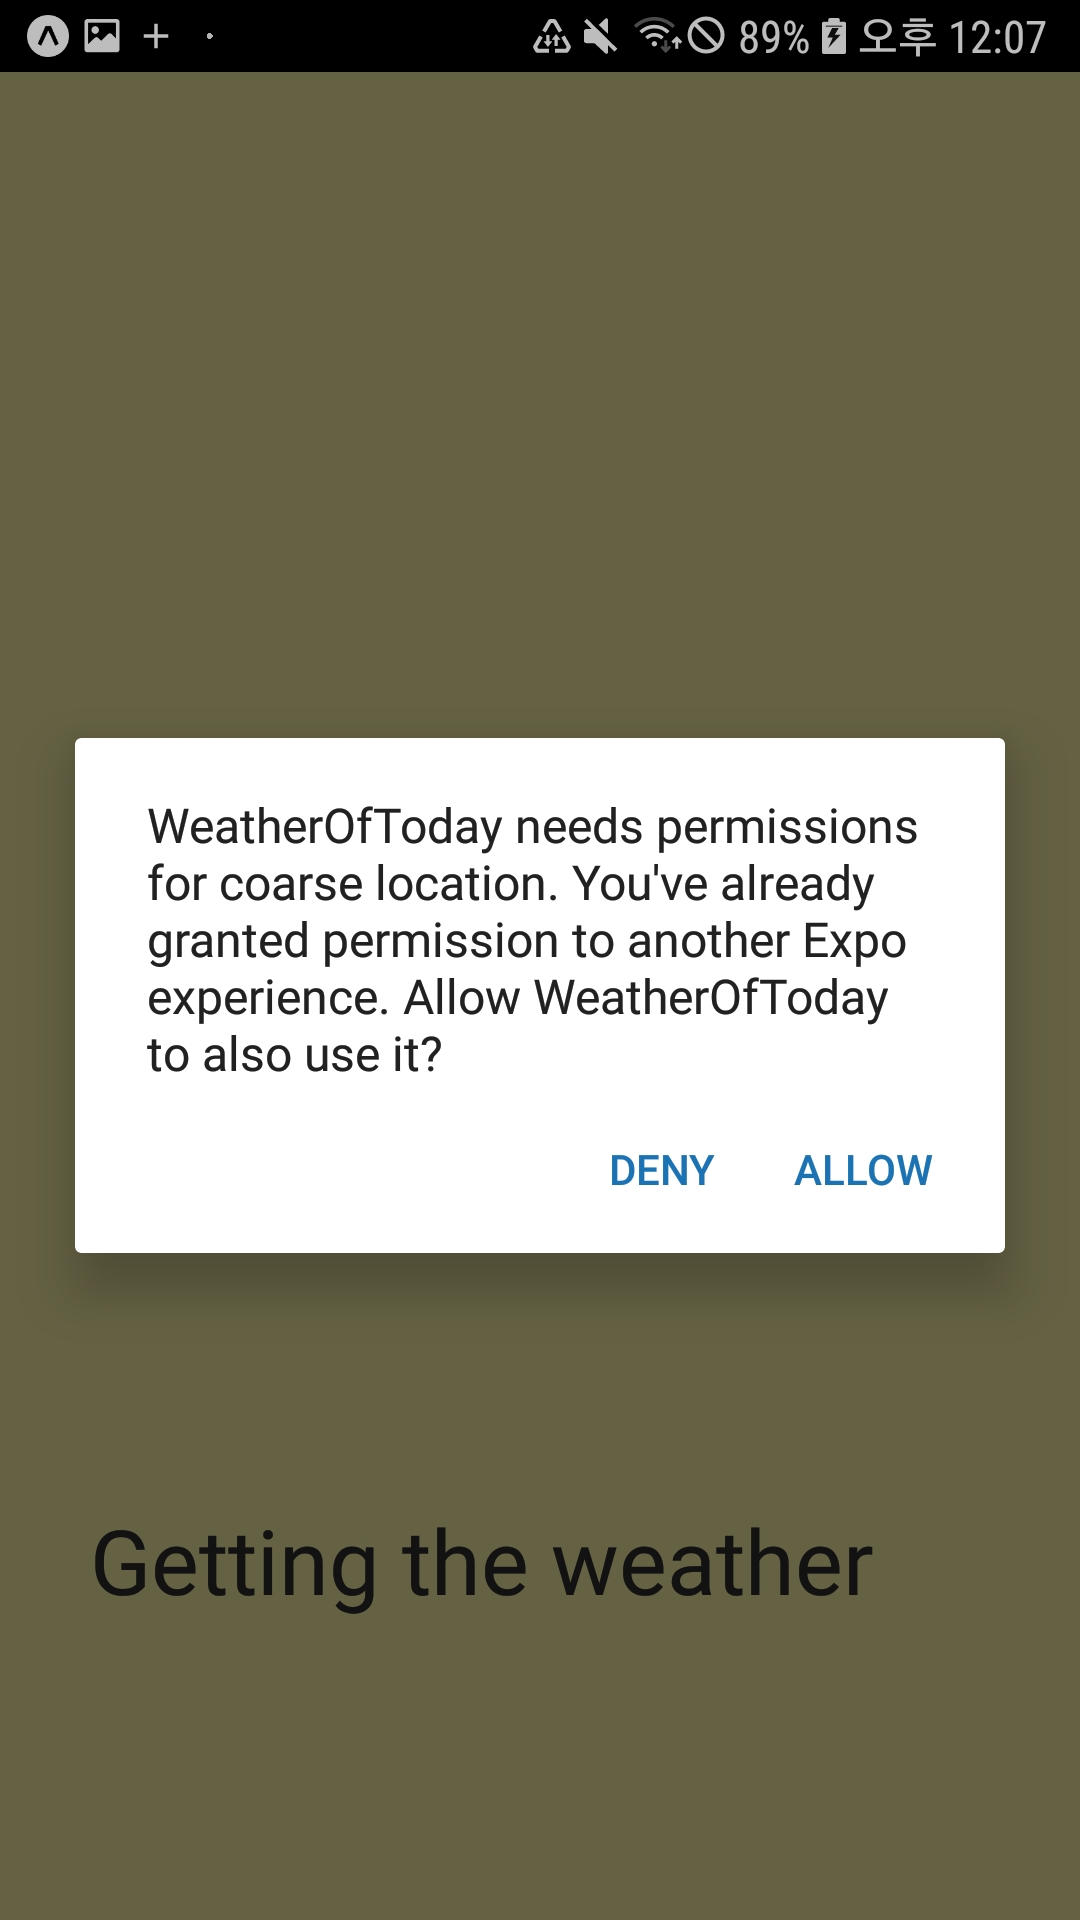 89% 오후 12:07
WeatherOfToday needs permissions
for coarse location. You've already
granted permission to another Expo
experience. Allow WeatherOfToday
to also use it?
DENY ALLOW
Getting the weather